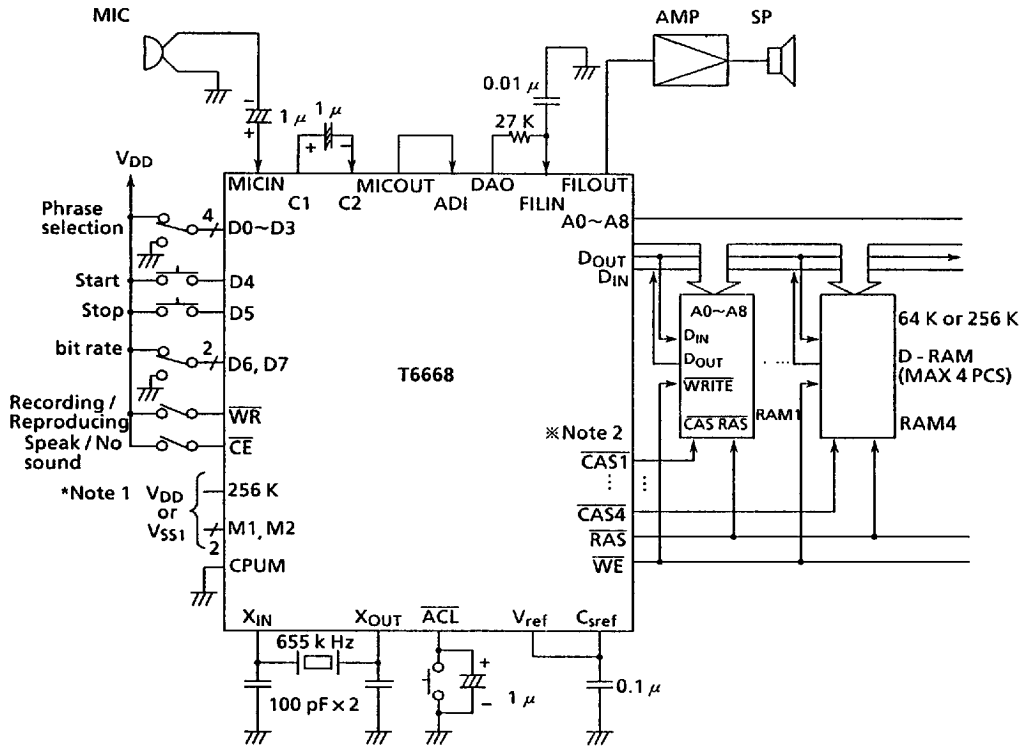 MIC
AMP SP
0.01 μ
1 μ
1 μ
27 K
−
+
+ −
VDD
MICIN MICOUT DAO FILOUT
C1 C2 ADI FILIN
Phrase selection
4
D0~D3
A0~A8
DOUT
DIN
Start
D4
Stop
D5
bit rate
2
D6, D7
T6668
A0~A8
DIN
DOUT
WRITE
CAS RAS
RAM1
64 K or 256 K
D - RAM
(MAX 4 PCS)
RAM4
Recording /
Reproducing
WR
Speak / No
sound
CE
※Note 2
CAS1
*Note 1
VDD
or
VSS1
256 K
M1, M2
2
CAS4
RAS
WE
CPUM
XIN XOUT ACL Vref Csref
655 k Hz
100 pF × 2
+
−
1 μ
0.1 μ